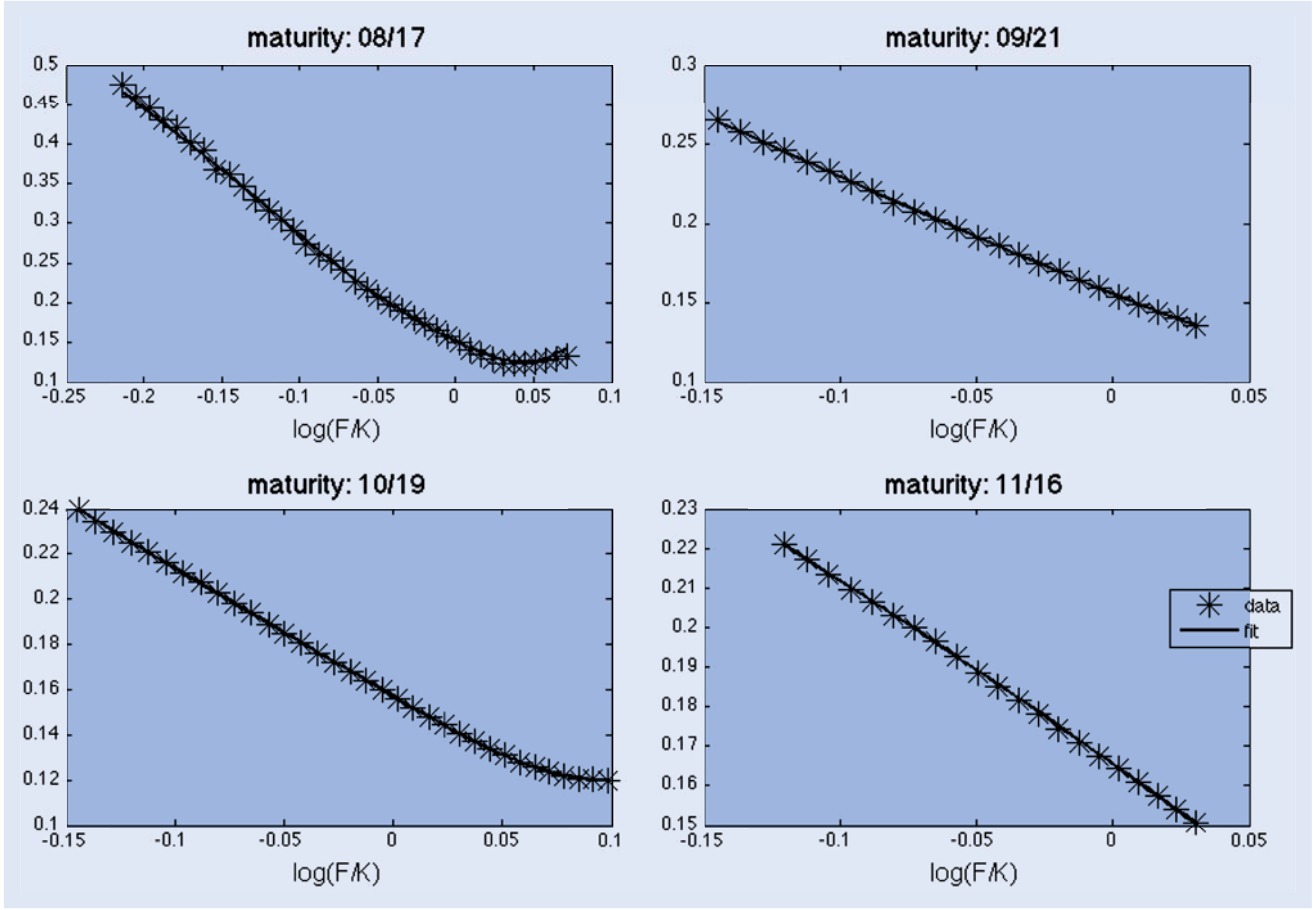 maturity: 08/17
0.5
0.45
0.4
0.35
0.3
0.25
0.2
0.15
0.1
-0.25 -0.2 -0.15 -0.1 -0.05 0 0.05 0.1
log(F/K)
maturity: 09/21
0.3
0.25
0.2
0.15
0.1
-0.15 -0.1 -0.05 0 0.05
log(F/K)
maturity: 10/19
0.24
0.22
0.2
0.18
0.16
0.14
0.12
0.1
-0.15 -0.1 -0.05 0 0.05 0.1
log(F/K)
maturity: 11/16
0.23
0.22
0.21
0.2
0.19
0.18
0.17
0.16
0.15
-0.15 -0.1 -0.05 0 0.05
log(F/K)
data
fit